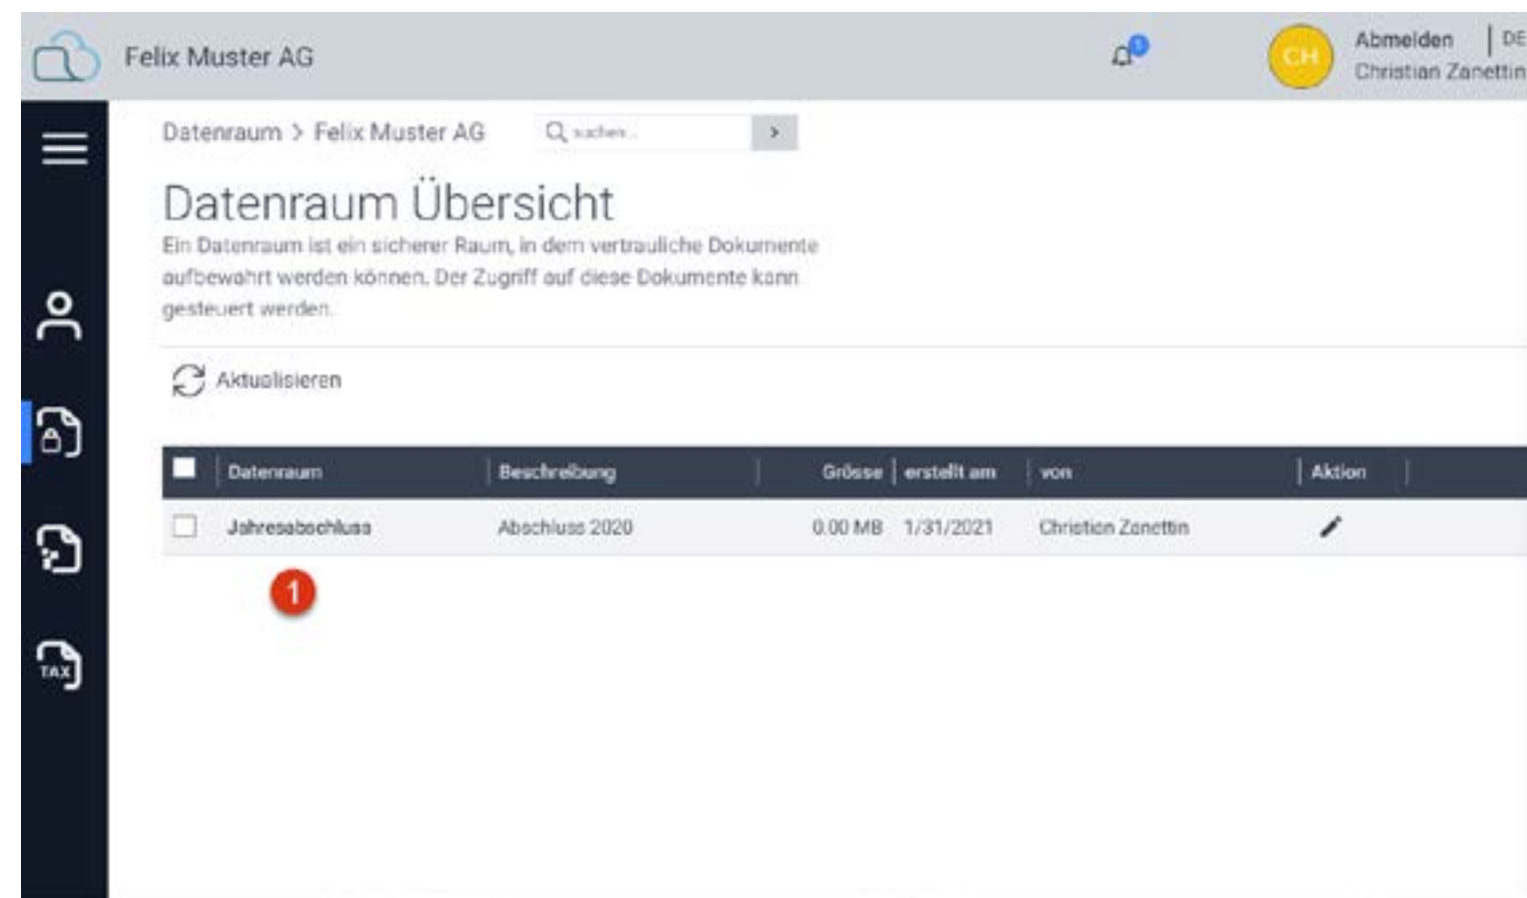 Felix Muster AG
CH
Abmelden | DE
Christian Zanettin
Datenraum > Felix Muster AG
suchen...
Datenraum Übersicht
Ein Datenraum ist ein sicherer Raum, in dem vertrauliche Dokumente
aufbewahrt werden können. Der Zugriff auf diese Dokumente kann
gesteuert werden.
Aktualisieren
Datenraum Beschreibung Grösse erstellt am von Aktion
Jahresabschluss Abschluss 2020 0.00 MB 1/31/2021 Christian Zanettin
1
TAX